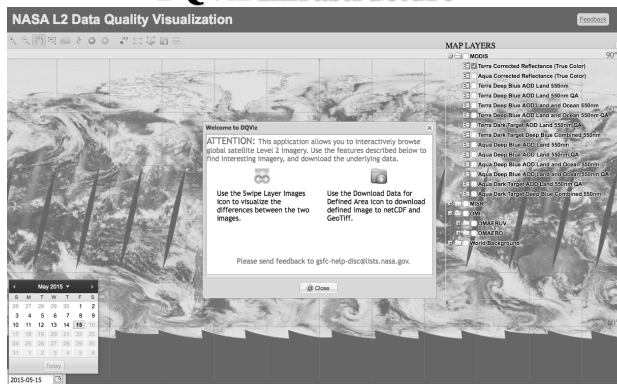 NASA L2 Data Quality Visualization
Feedback
MAP LAYERS
MODIS
90°
Terra Corrected Reflectance (True Color)
Aqua Corrected Reflectance (True Color)
Terra Deep Blue AOD Land 550nm
Terra Deep Blue AOD Land 550nm QA
Terra Deep Blue AOD Land and Ocean 550nm
60°
Terra Deep Blue AOD Land and Ocean 550nm QA
Terra Dark Target AOD Land 550nm QA
Terra Dark Target Deep Blue Combined 550nm
Aqua Deep Blue AOD Land 550nm
Aqua Deep Blue AOD Land 550nm QA
Aqua Deep Blue AOD Land and Ocean 550nm
Aqua Deep Blue AOD Land and Ocean 550nm QA
Aqua Dark Target AOD Land 550nm QA
Aqua Dark Target Deep Blue Combined 550nm
MISR
OMI
OMAERUV
OMAERO
World Background
Welcome to DQViz
ATTENTION: This application allows you to interactively browse
global satellite Level 2 imagery. Use the features described below to
find interesting imagery, and download the underlying data.
Use the Swipe Layer Images
icon to visualize the
differences between the two
images.
Use the Download Data for
Defined Area icon to download
defined image to netCDF and
GeoTiff.
Please send feedback to gsfc-help-disc@lists.nasa.gov.
Close
May 2015
S M T W T F S
26 27 28 29 30 1 2
3 4 5 6 7 8 9
10 11 12 13 14 15 16
17 18 19 20 21 22 23
24 25 26 27 28 29 30
31 1 2 3 4 5 6
Today
2015-05-15
60°